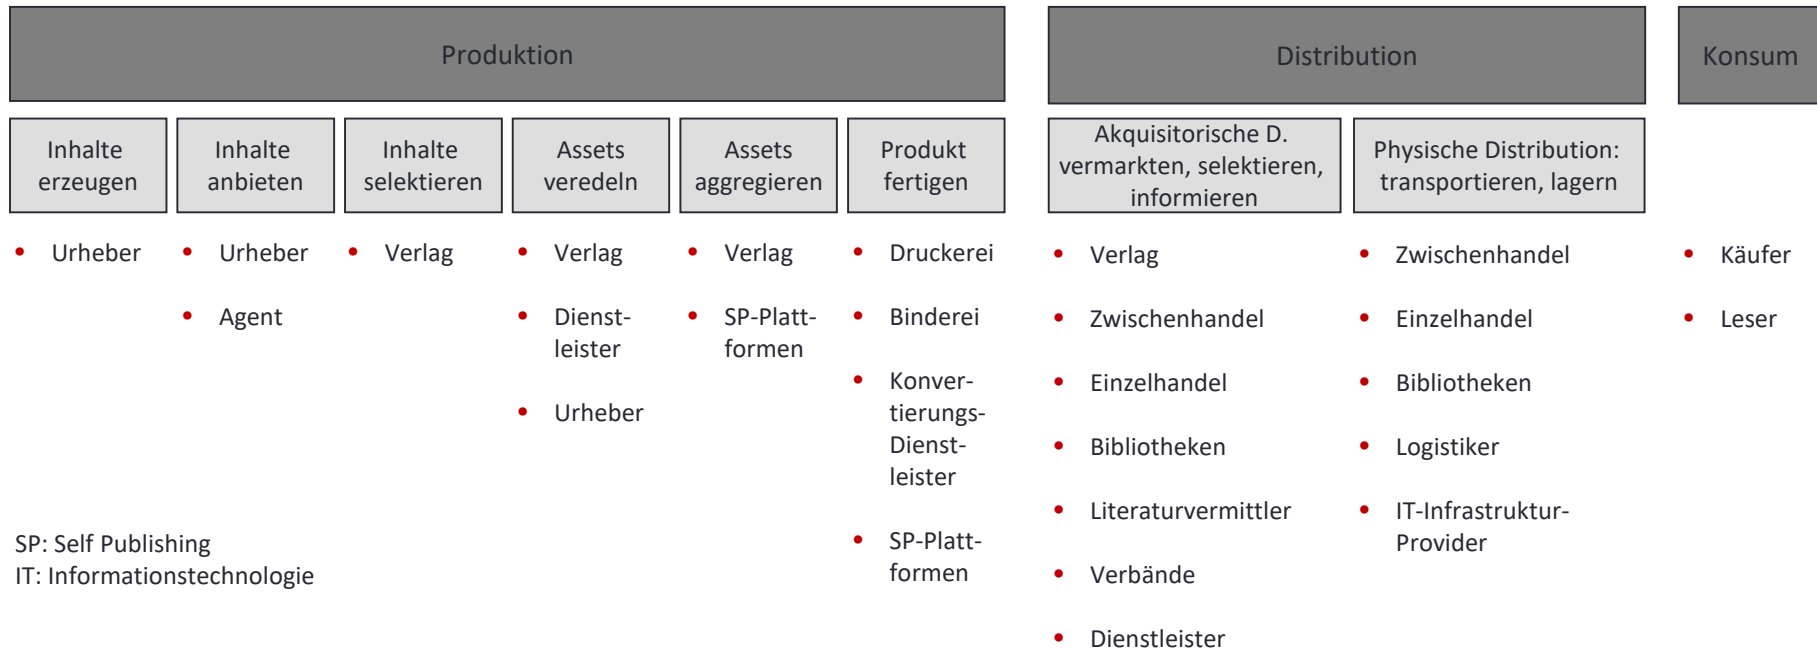 Produktion
Distribution
Konsum
Inhalte
erzeugen
Inhalte
anbieten
Inhalte
selektieren
Assets
veredeln
Assets
aggregieren
Produkt
fertigen
Akquisitorische D.
vermarkten, selektieren,
informieren
Physische Distribution:
transportieren, lagern
• Urheber
• Urheber
• Agent
• Verlag
• Verlag
• Dienst-
leister
• Urheber
• Verlag
• SP-Platt-
formen
• Druckerei
• Binderei
• Konver-
tierungs-
Dienst-
leister
• SP-Platt-
formen
• Verlag
• Zwischenhandel
• Einzelhandel
• Bibliotheken
• Literaturvermittler
• Verbände
• Dienstleister
• Zwischenhandel
• Einzelhandel
• Bibliotheken
• Logistiker
• IT-Infrastruktur-
Provider
• Käufer
• Leser
SP: Self Publishing
IT: Informationstechnologie